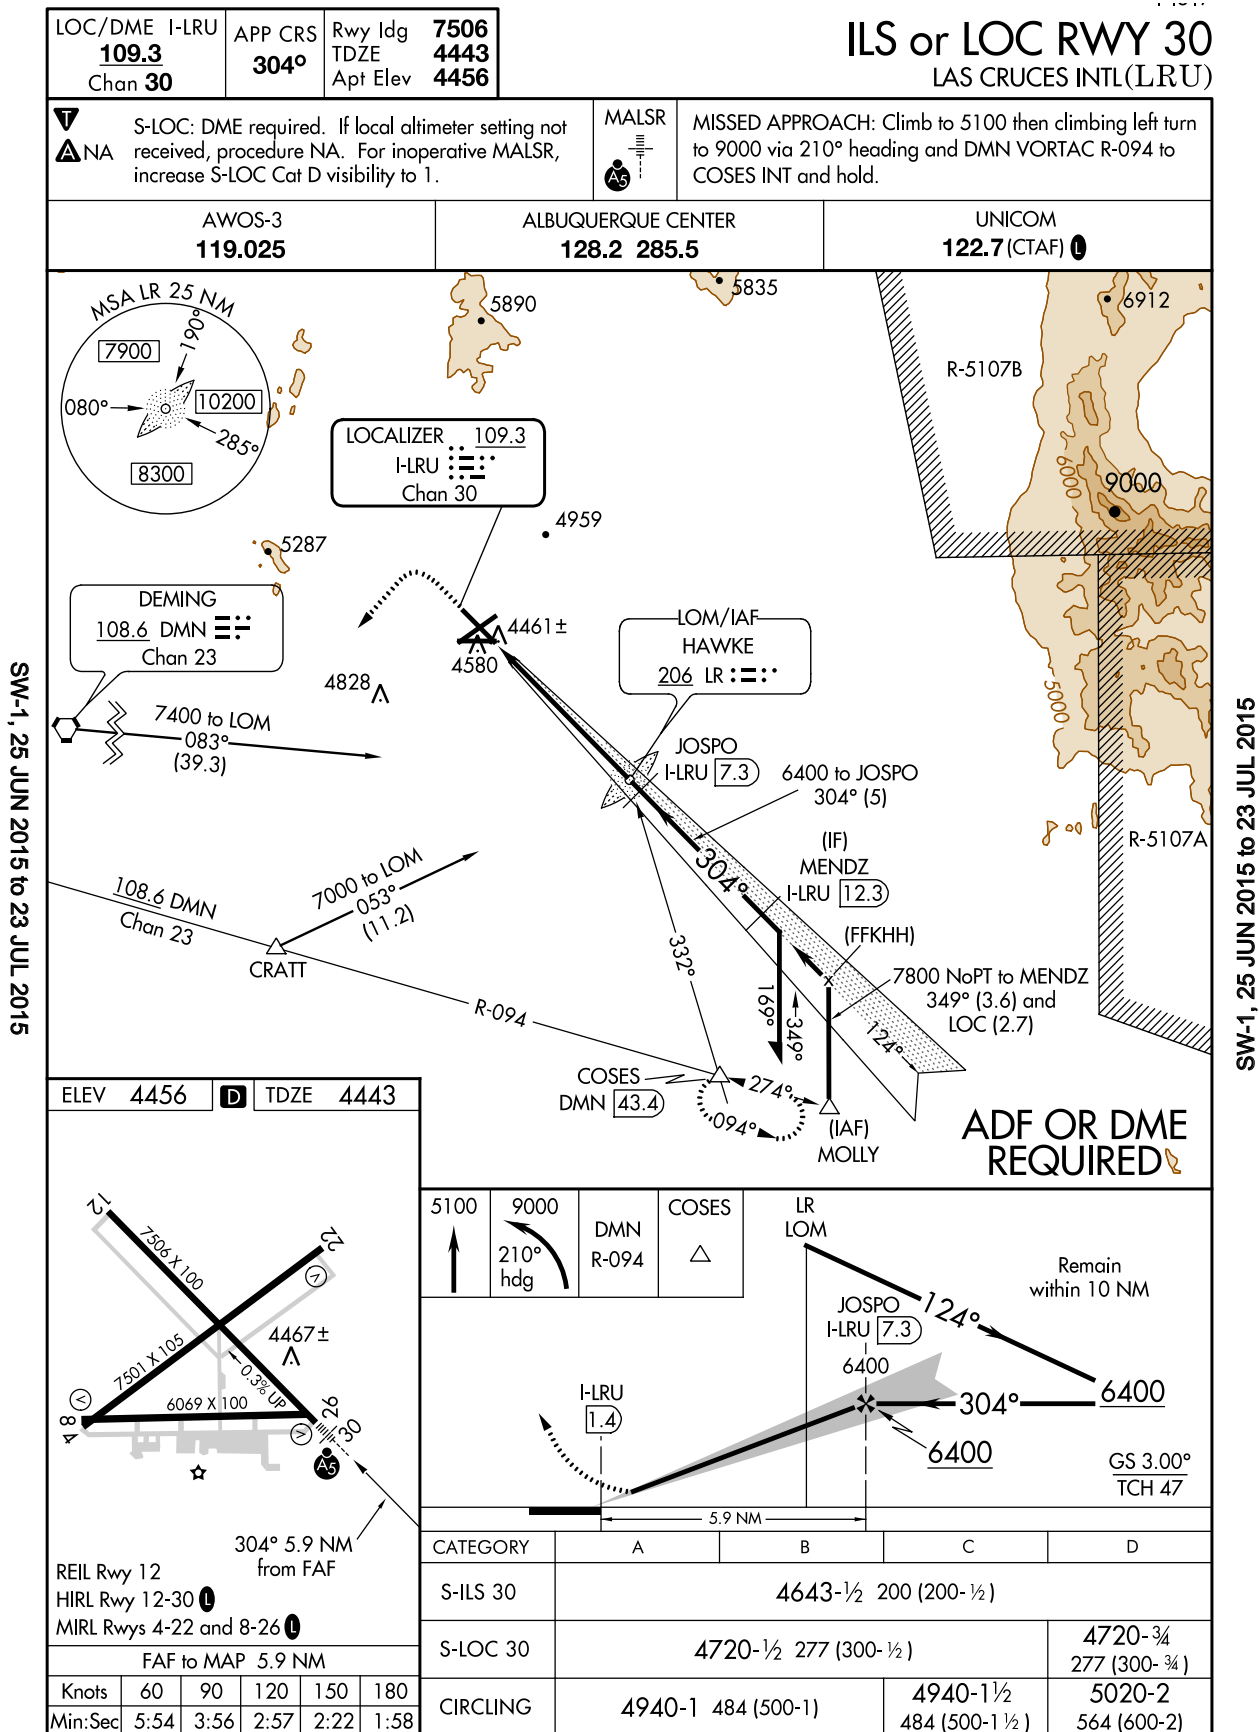 LOC/DME I-LRU
109.3
Chan 30
APP CRS
304°
Rwy ldg 7506
TDZE 4443
Apt Elev 4456
ILS or LOC RWY 30
LAS CRUCES INTL(LRU)
T
A NA
S-LOC: DME required. If local altimeter setting not
received, procedure NA. For inoperative MALSR,
increase S-LOC Cat D visibility to 1.
MALSR
A5
MISSED APPROACH: Climb to 5100 then climbing left turn
to 9000 via 210° heading and DMN VORTAC R-094 to
COSES INT and hold.
AWOS-3
119.025
ALBUQUERQUE CENTER
128.2 285.5
UNICOM
122.7(CTAF) L
MSA LR 25 NM
7900
190°
080°
10200
285°
8300
5890
5835
6912
R-5107B
LOCALIZER 109.3
I-LRU
Chan 30
6000
9000
4959
5287
DEMING
108.6 DMN
Chan 23
4461±
4580
4828
LOM/IAF
HAWKE
206 LR
5000
7400 to LOM
083°
(39.3)
JOSPO
I-LRU 7.3
6400 to JOSPO
304° (5)
R-5107A
(IF)
MENDZ
I-LRU 12.3
304°
7000 to LOM
053°
(11.2)
108.6 DMN
Chan 23
CRATT
R-094
332°
(FFKHH)
7800 NoPT to MENDZ
349° (3.6) and
LOC (2.7)
169°
349°
124°
COSES
DMN 43.4
274°
094°
(IAF)
MOLLY
ADF OR DME
REQUIRED
SW-1, 25 JUN 2015 to 23 JUL 2015
SW-1, 25 JUN 2015 to 23 JUL 2015
ELEV 4456 D TDZE 4443
12
22
7506 X 100
V
4467±
7501 X 105
0.3% UP
V
6069 X 100
8
4
V
26
30
A5
304° 5.9 NM
from FAF
REIL Rwy 12
HIRL Rwy 12-30 L
MIRL Rwys 4-22 and 8-26 L
FAF to MAP 5.9 NM
Knots 60 90 120 150 180
Min:Sec 5:54 3:56 2:57 2:22 1:58
5100
9000
210°
hdg
DMN
R-094
COSES
LR
LOM
Remain
within 10 NM
124°
JOSPO
I-LRU 7.3
6400
I-LRU
1.4
304°
6400
6400
GS 3.00°
TCH 47
5.9 NM
CATEGORY A B C D
S-ILS 30 4643-½ 200 (200-½)
S-LOC 30 4720-½ 277 (300-½) 4720-¾
277 (300-¾)
CIRCLING 4940-1 484 (500-1) 4940-1½
484 (500-1½) 5020-2
564 (600-2)